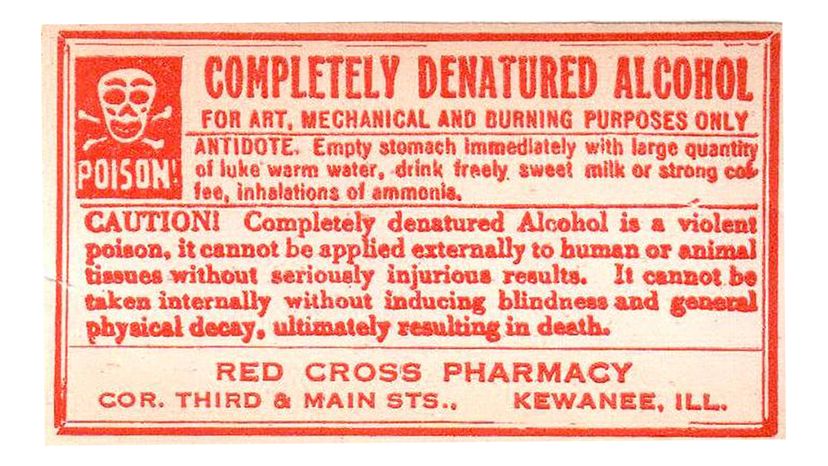 POISON!
COMPLETELY DENATURED ALCOHOL
FOR ART, MECHANICAL AND BURNING PURPOSES ONLY
ANTIDOTE. Empty stomach immediately with large quantity
of luke warm water, drink freely sweet milk or strong cof-
fee, inhalations of ammonia.
CAUTION! Completely denatured Alcohol is a violent
poison, it cannot be applied externally to human or animal
tissues without seriously injurious results. It cannot be
taken internally without inducing blindness and general
physical decay, ultimately resulting in death.
RED CROSS PHARMACY
COR. THIRD & MAIN STS., KEWANEE, ILL.